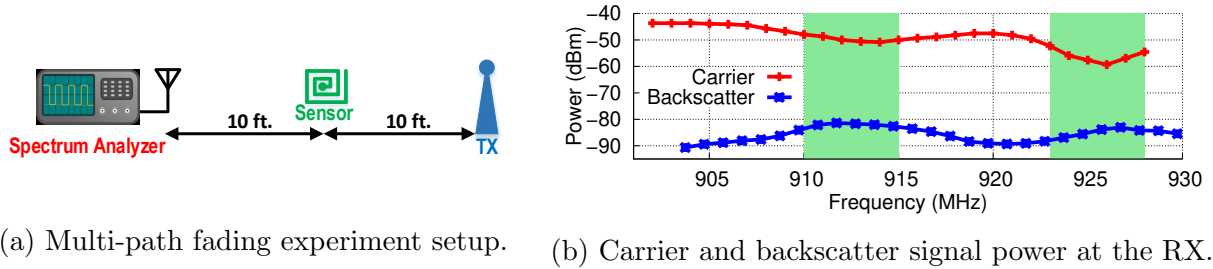 10 ft.
Sensor
10 ft.
Spectrum Analyzer
TX
(a) Multi-path fading experiment setup.
-40
-50
-60
-70
-80
-90
Power (dBm)
Carrier
Backscatter
905
910
915
920
925
930
Frequency (MHz)
(b) Carrier and backscatter signal power at the RX.